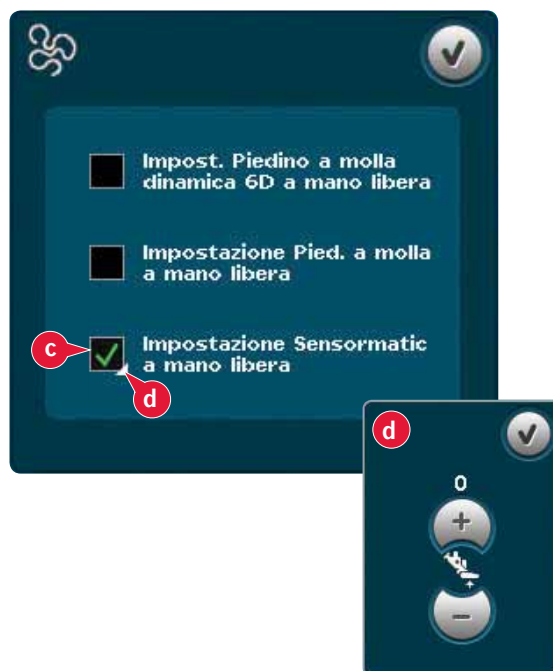 Impost. Piedino a molla
dinamica 6D a mano libera
Impostazione Pied. a molla
a mano libera
c
Impostazione Sensormatic
a mano libera
d
d
0
+
−